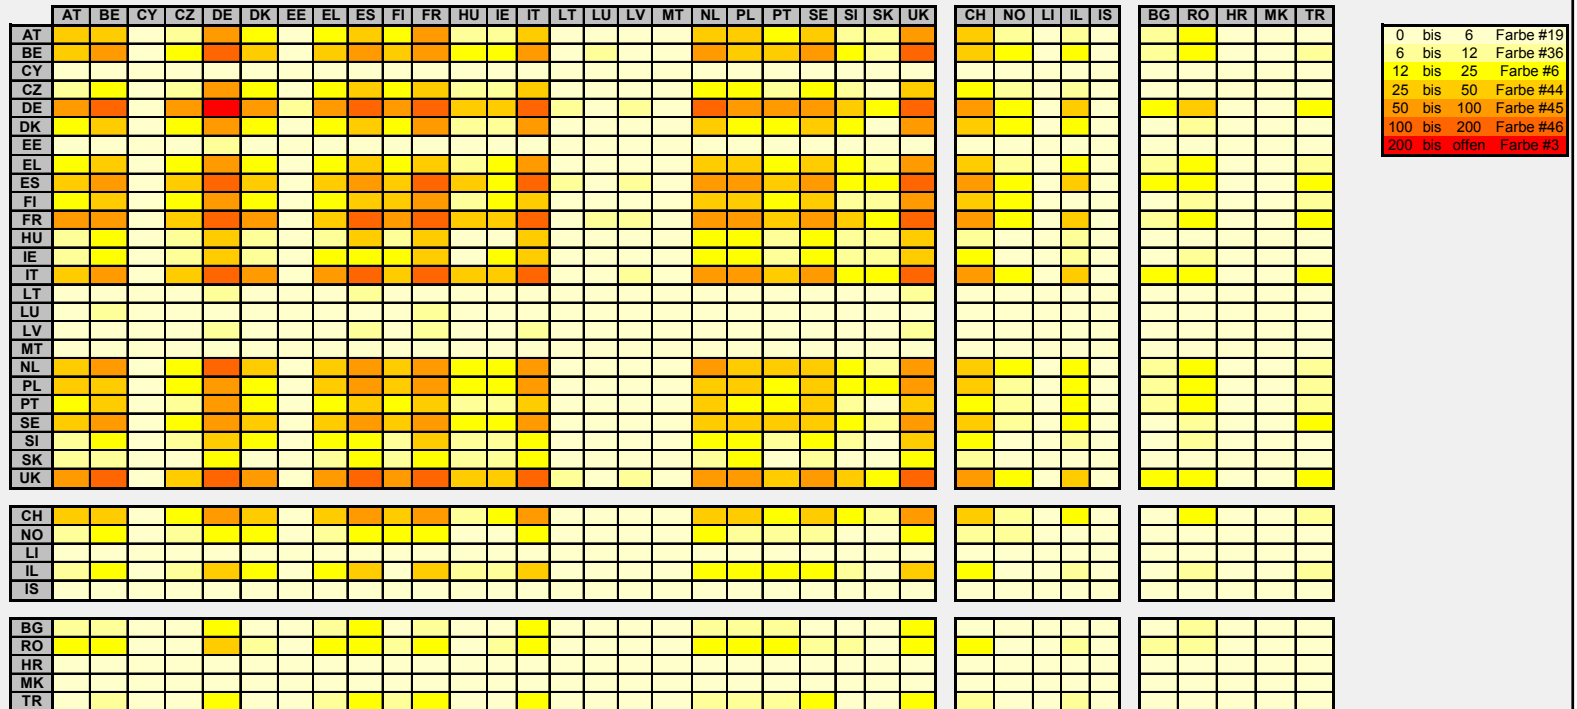 AT BE CY CZ DE DK EE EL ES FI FR HU IE IT LT LU LV MT NL PL PT SE SI SK UK CH NO LI IL IS BG RO HR MK TR
AT
BE
CY
CZ
DE
DK
EE
EL
ES
FI
FR
HU
IE
IT
LT
LU
LV
MT
NL
PL
PT
SE
SI
SK
UK
CH
NO
LI
IL
IS
BG
RO
HR
MK
TR
0 bis 6 Farbe #19
6 bis 12 Farbe #36
12 bis 25 Farbe #6
25 bis 50 Farbe #44
50 bis 100 Farbe #45
100 bis 200 Farbe #46
200 bis offen Farbe #3